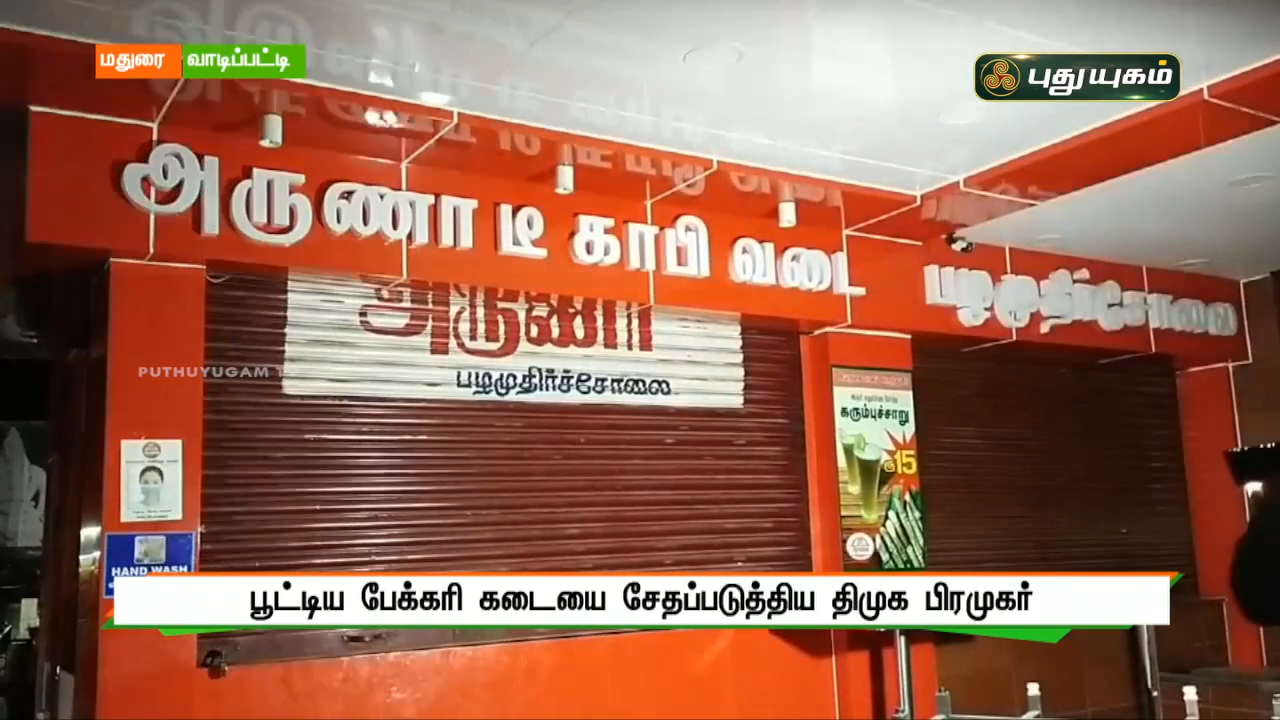 மதுரை வாடிப்பட்டி
புதுயுகம்
அருணா டீ காபி வடை பழமுதிர்சோலை
அருணா
பழமுதிர்ச்சோலை
PUTHUYUGAM T
கரும்புச்சாறு
ரூ15
HAND WASH
பூட்டிய பேக்கரி கடையை சேதப்படுத்திய திமுக பிரமுகர்